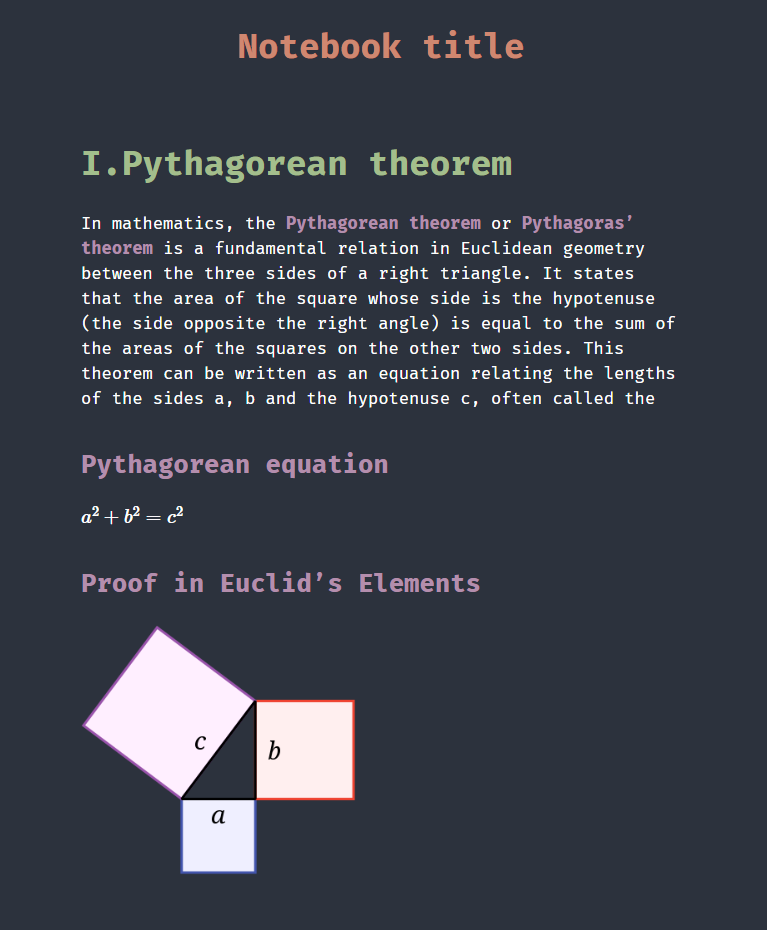 Notebook title
I.Pythagorean theorem
In mathematics, the Pythagorean theorem or Pythagoras’
theorem is a fundamental relation in Euclidean geometry
between the three sides of a right triangle. It states
that the area of the square whose side is the hypotenuse
(the side opposite the right angle) is equal to the sum of
the areas of the squares on the other two sides. This
theorem can be written as an equation relating the lengths
of the sides a, b and the hypotenuse c, often called the
Pythagorean equation
a² + b² = c²
Proof in Euclid’s Elements
c
b
a